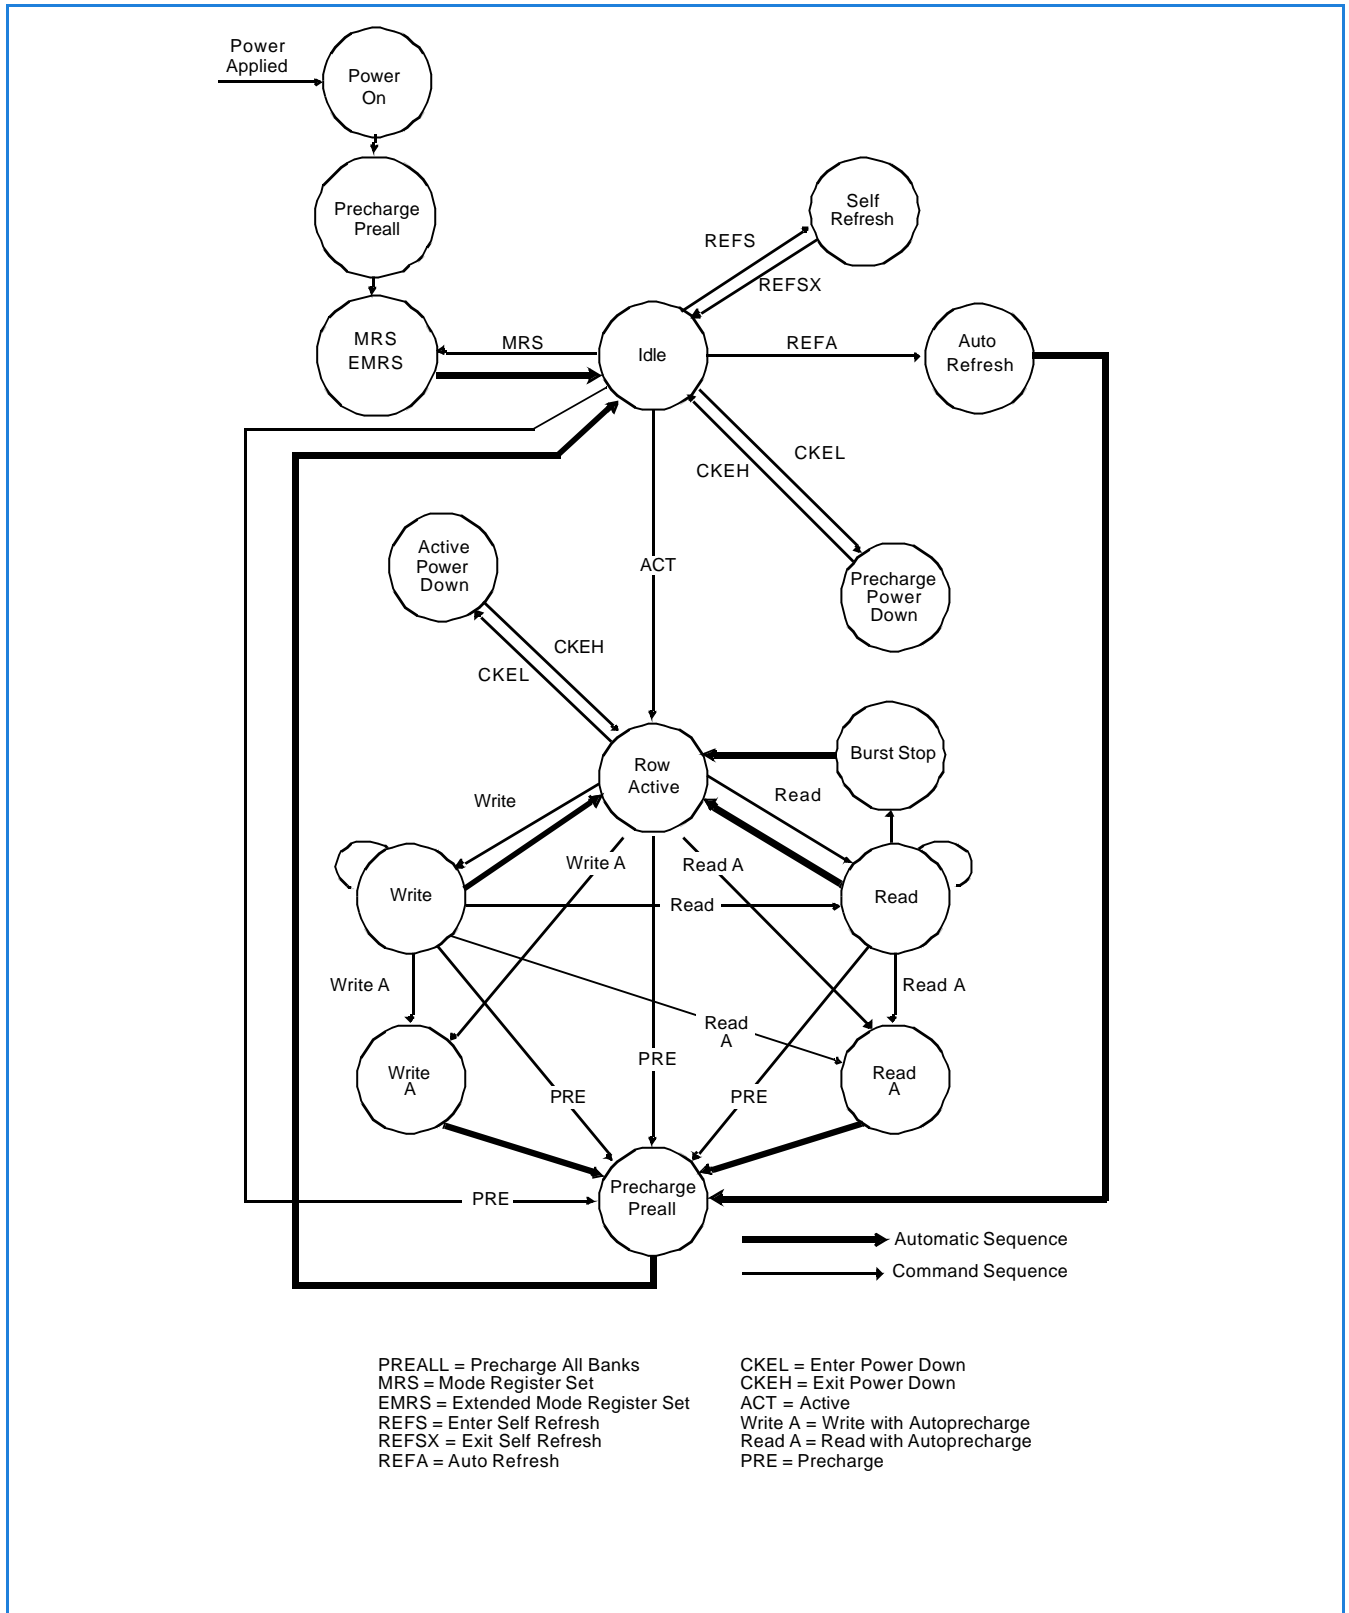 Power
Applied
Power
On
Precharge
Preall
Self
Refresh
REFS
REFSX
MRS
EMRS
MRS
Idle
REFA
Auto
Refresh
CKEL
CKEH
Active
Power
Down
ACT
Precharge
Power
Down
CKEH
CKEL
Row
Active
Burst Stop
Write
Read
Write A
Read A
Write
Read
Read
Write A
Read A
Read
A
Write
A
PRE
Read
A
PRE
PRE
Precharge
Preall
PRE
Automatic Sequence
Command Sequence
PREALL = Precharge All Banks
MRS = Mode Register Set
EMRS = Extended Mode Register Set
REFS = Enter Self Refresh
REFSX = Exit Self Refresh
REFA = Auto Refresh
CKEL = Enter Power Down
CKEH = Exit Power Down
ACT = Active
Write A = Write with Autoprecharge
Read A = Read with Autoprecharge
PRE = Precharge